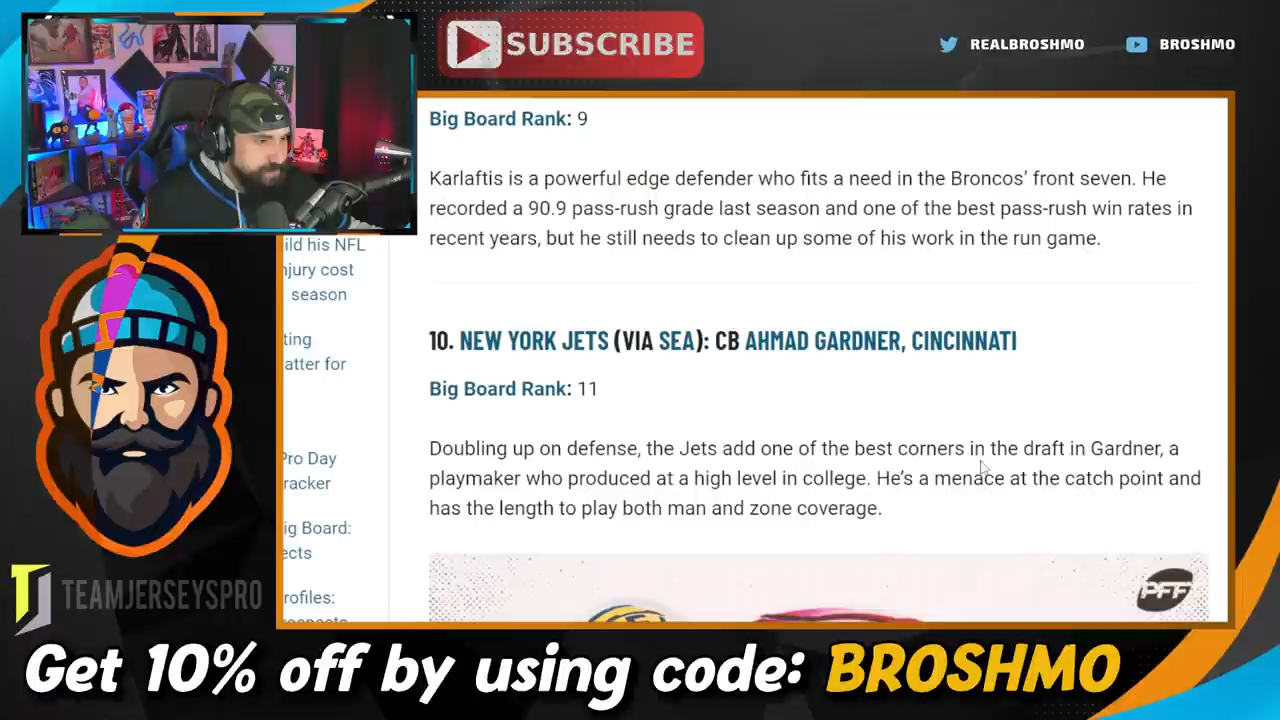 SUBSCRIBE
REALBROSHMO
BROSHMO
Big Board Rank: 9
Karlaftis is a powerful edge defender who fits a need in the Broncos’ front seven. He
recorded a 90.9 pass-rush grade last season and one of the best pass-rush win rates in
recent years, but he still needs to clean up some of his work in the run game.
ild his NFL
njury cost
season
ting
atter for
Pro Day
racker
ig Board:
ects
rofiles:
10. NEW YORK JETS (VIA SEA): CB AHMAD GARDNER, CINCINNATI
Big Board Rank: 11
Doubling up on defense, the Jets add one of the best corners in the draft in Gardner, a
playmaker who produced at a high level in college. He’s a menace at the catch point and
has the length to play both man and zone coverage.
PFF
TEAMJERSEYSPRO
Get 10% off by using code: BROSHMO